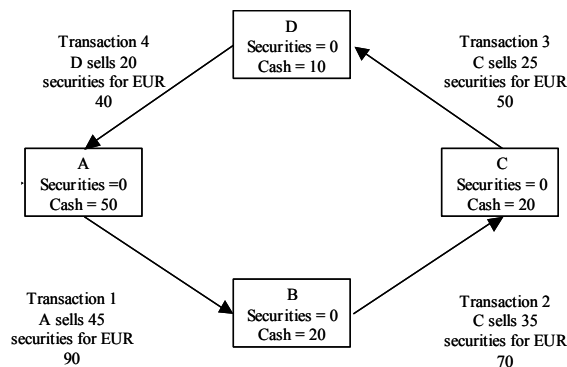 D
Securities = 0
Cash = 10
Transaction 4
D sells 20
securities for EUR
40
Transaction 3
C sells 25
securities for EUR
50
A
Securities =0
Cash = 50
C
Securities = 0
Cash = 20
B
Securities = 0
Cash = 20
Transaction 1
A sells 45
securities for EUR
90
Transaction 2
C sells 35
securities for EUR
70